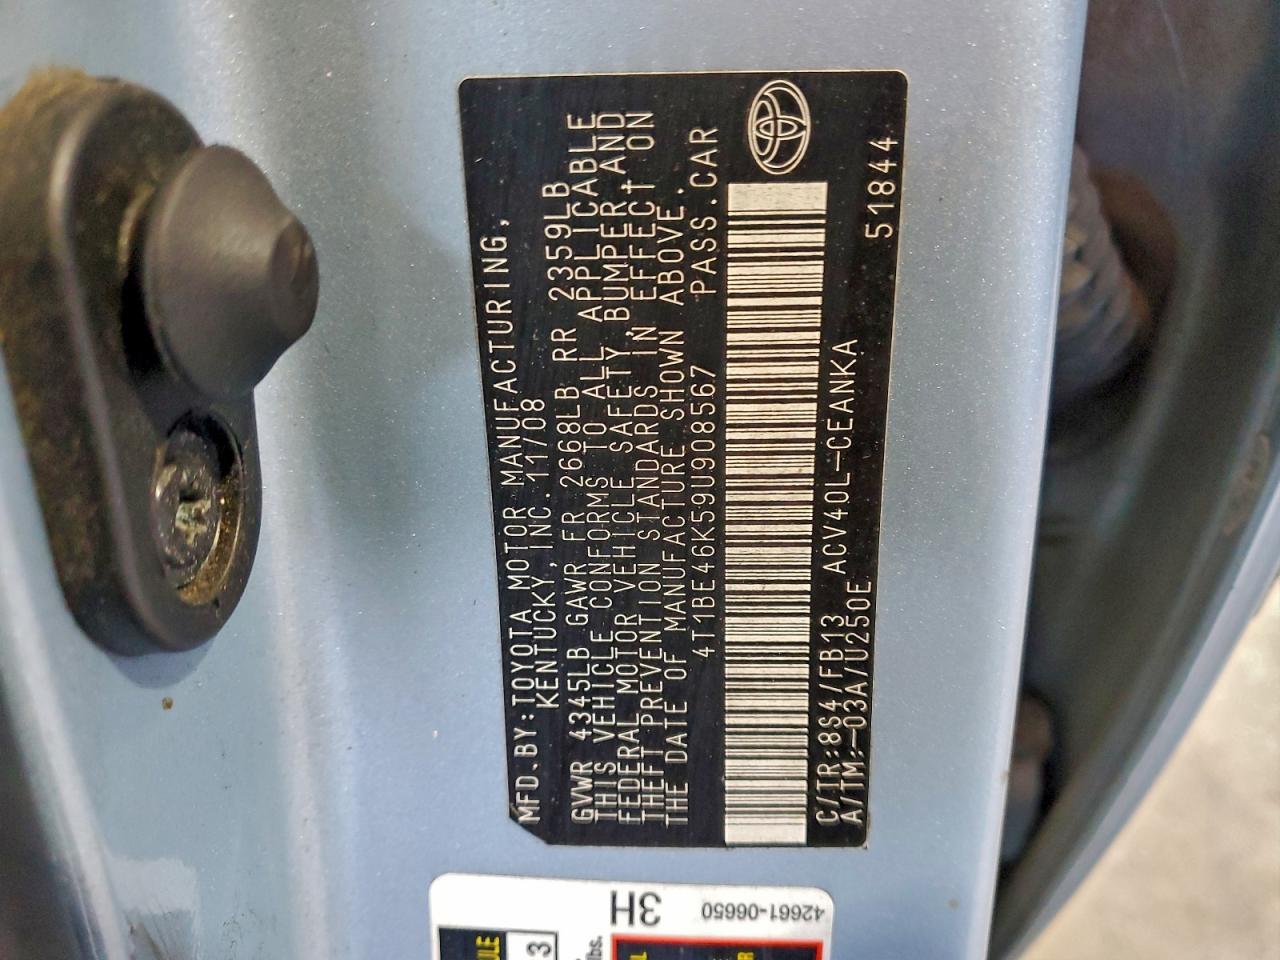 MFD.BY:TOYOTA MOTOR MANUFACTURING,
KENTUCKY, INC. 11/08
GVWR 4345LB GAWR FR 2668LB RR 2359LB
THIS VEHICLE CONFORMS TO ALL APPLICABLE
FEDERAL MOTOR VEHICLE SAFETY, BUMPER, AND
THEFT PREVENTION STANDARDS IN EFFECT ON
THE DATE OF MANUFACTURE SHOWN ABOVE.
4T1BE46K59U908567 PASS.CAR
C/TR:8S4/FB13 ACV40L-CEANKA
A/TM:-03A/U250E 51844
3H 42661-06650
3
lbs.